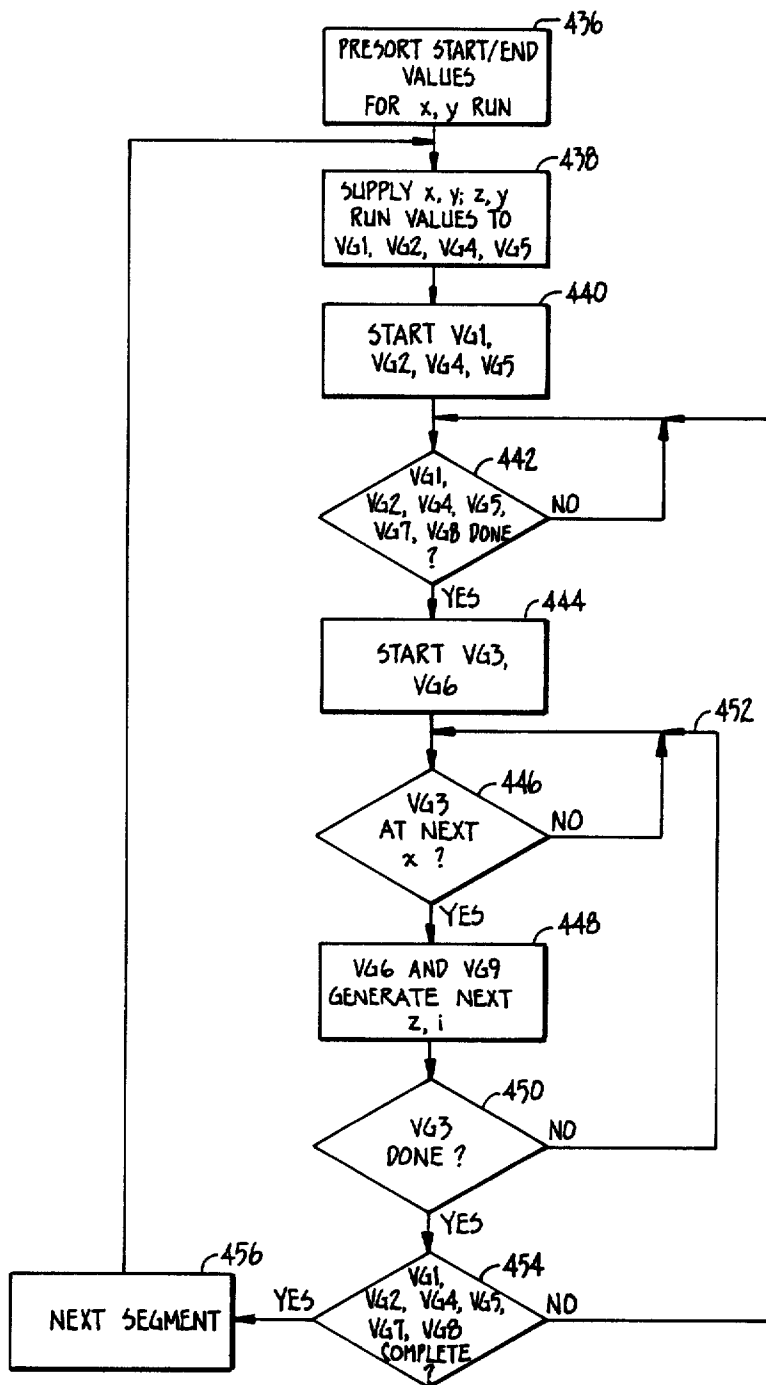 436
PRESORT START/END
VALUES
FOR x, y RUN
438
SUPPLY x, y; z, y
RUN VALUES TO
VG1, VG2, VG4, VG5
440
START VG1,
VG2, VG4, VG5
442
VG1,
VG2, VG4, VG5,
VG7, VG8 DONE
?
NO
YES
444
START VG3,
VG6
452
446
VG3
AT NEXT
x ?
NO
YES
448
VG6 AND VG9
GENERATE NEXT
z, i
450
VG3
DONE ?
NO
YES
456
NEXT SEGMENT
YES
454
VG1,
VG2, VG4, VG5,
VG7, VG8
COMPLETE
?
NO